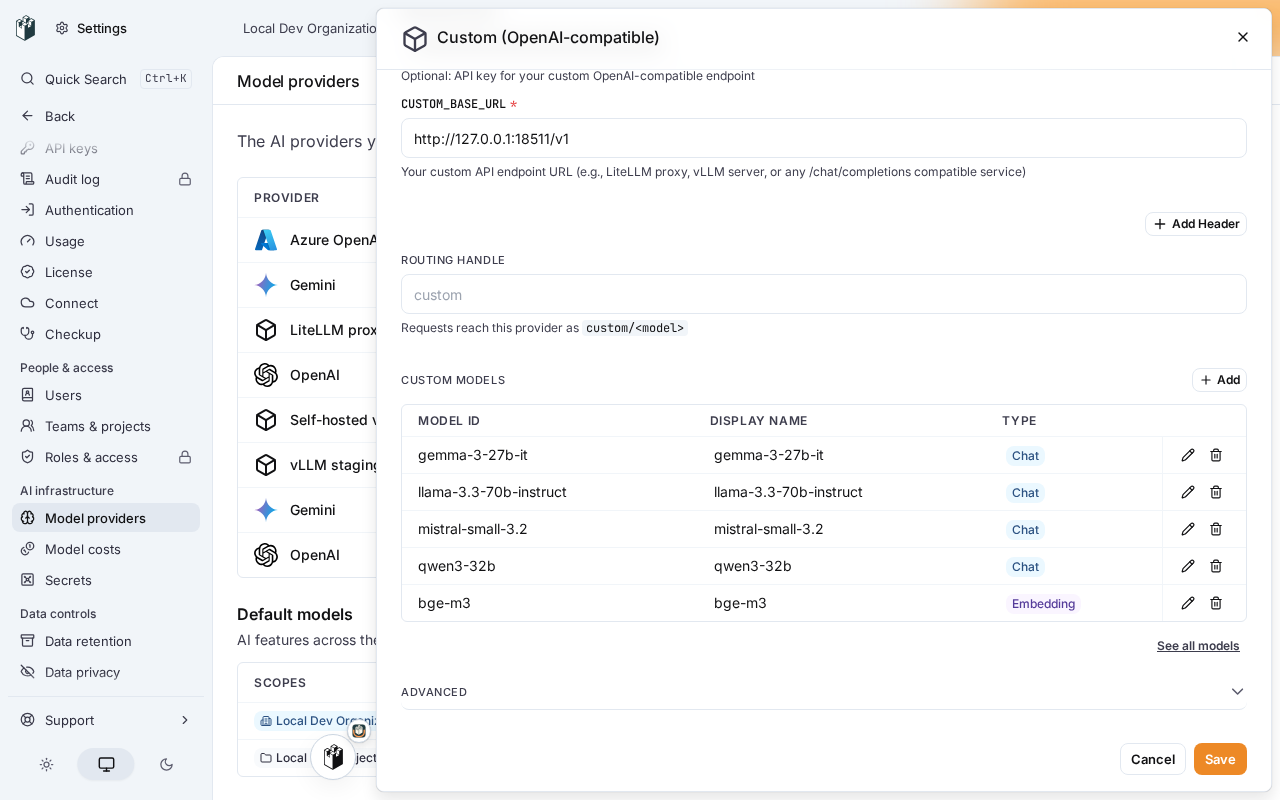 Settings
Local Dev Organizatio
Custom (OpenAI-compatible)
Quick Search
Ctrl+K
Back
API keys
Audit log
Authentication
Usage
License
Connect
Checkup
People & access
Users
Teams & projects
Roles & access
AI infrastructure
Model providers
Model costs
Secrets
Data controls
Data retention
Data privacy
Support
Model providers
The AI providers y
PROVIDER
Azure OpenA
Gemini
LiteLLM prox
OpenAI
Self-hosted v
vLLM staging
Gemini
OpenAI
Default models
AI features across the
SCOPES
Local Dev Organiz
Local
ject
Optional: API key for your custom OpenAI-compatible endpoint
CUSTOM_BASE_URL *
http://127.0.0.1:18511/v1
Your custom API endpoint URL (e.g., LiteLLM proxy, vLLM server, or any /chat/completions compatible service)
Add Header
ROUTING HANDLE
custom
Requests reach this provider as custom/<model>
CUSTOM MODELS
Add
MODEL ID DISPLAY NAME TYPE
gemma-3-27b-it gemma-3-27b-it Chat
llama-3.3-70b-instruct llama-3.3-70b-instruct Chat
mistral-small-3.2 mistral-small-3.2 Chat
qwen3-32b qwen3-32b Chat
bge-m3 bge-m3 Embedding
See all models
ADVANCED
Cancel
Save